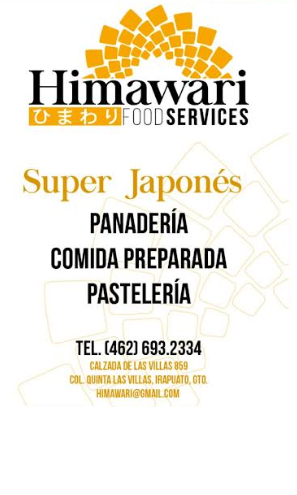 Himawari
ひまわり FOOD SERVICES
Super Japonés
PANADERÍA
COMIDA PREPARADA
PASTELERÍA
TEL. (462) 693.2334
CALZADA DE LAS VILLAS 859
COL. QUINTA LAS VILLAS, IRAPUATO, GTO.
HIMAWARI@GMAIL.COM